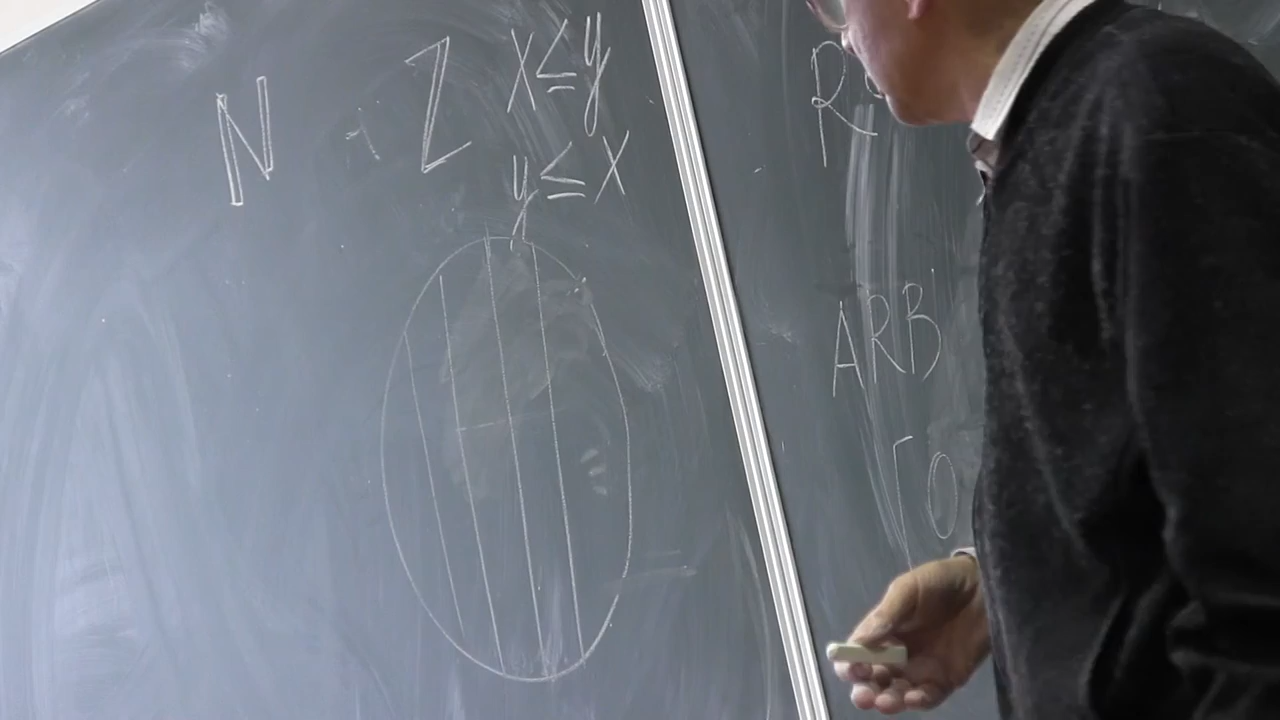 N Z x ≤ y
y ≤ x
ARB